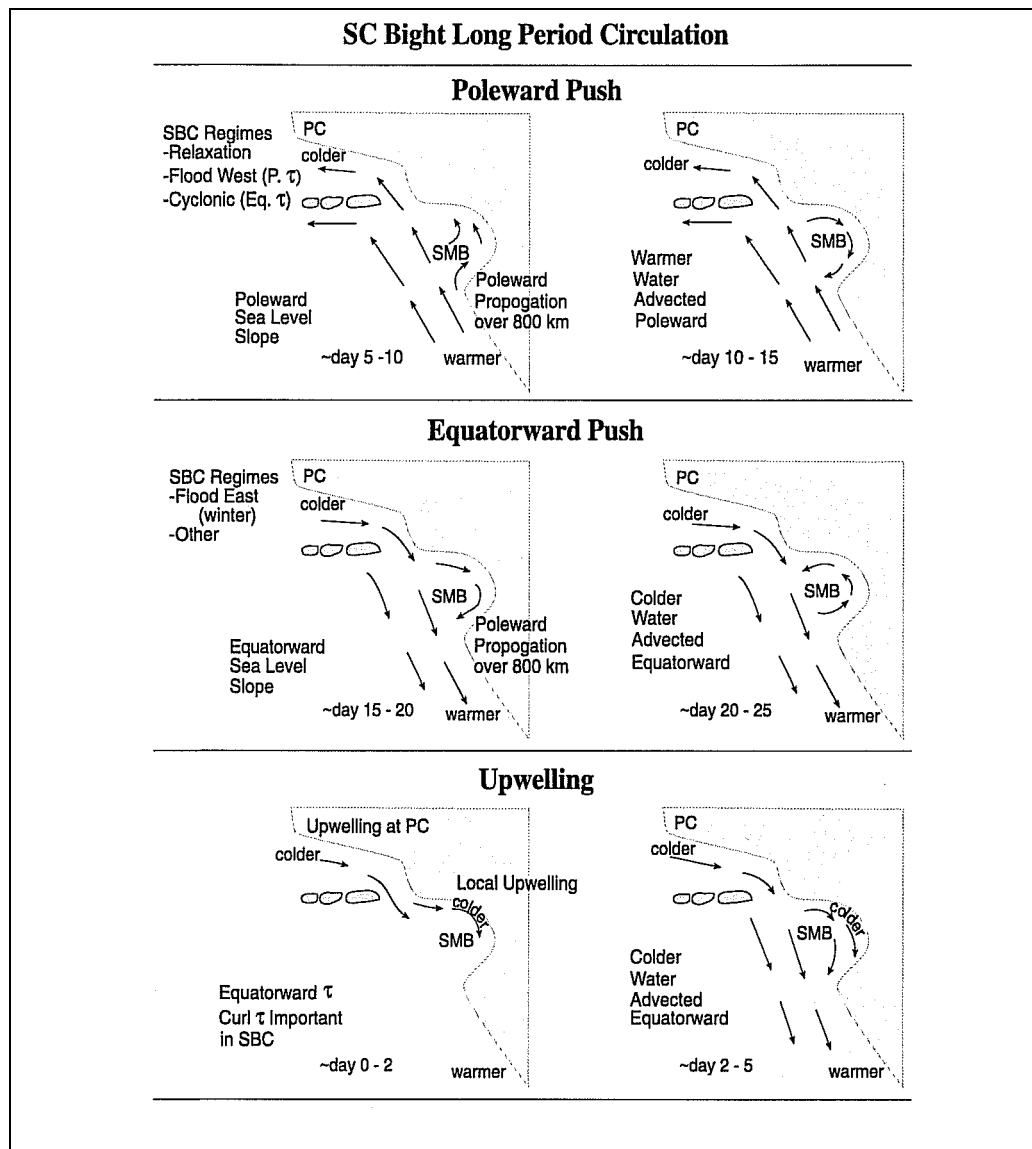 SC Bight Long Period Circulation
Poleward Push
SBC Regimes
-Relaxation
-Flood West (P. τ)
-Cyclonic (Eq. τ)
PC
colder
SMB
Poleward
Propogation
over 800 km
Poleward
Sea Level
Slope
~day 5 -10
warmer
PC
colder
SMB
Warmer
Water
Advected
Poleward
~day 10 - 15
warmer
Equatorward Push
SBC Regimes
-Flood East
(winter)
-Other
PC
colder
SMB
Poleward
Propogation
over 800 km
Equatorward
Sea Level
Slope
~day 15 - 20
warmer
PC
colder
SMB
Colder
Water
Advected
Equatorward
~day 20 - 25
warmer
Upwelling
Upwelling at PC
colder
Local Upwelling
colder
SMB
Equatorward τ
Curl τ Important
in SBC
~day 0 - 2
warmer
PC
colder
colder
SMB
Colder
Water
Advected
Equatorward
~day 2 - 5
warmer